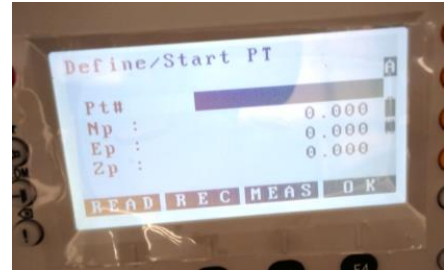 Define/Start PT
A
Pt#
Np : 0.000
Ep : 0.000
Zp : 0.000
READ REC MEAS OK